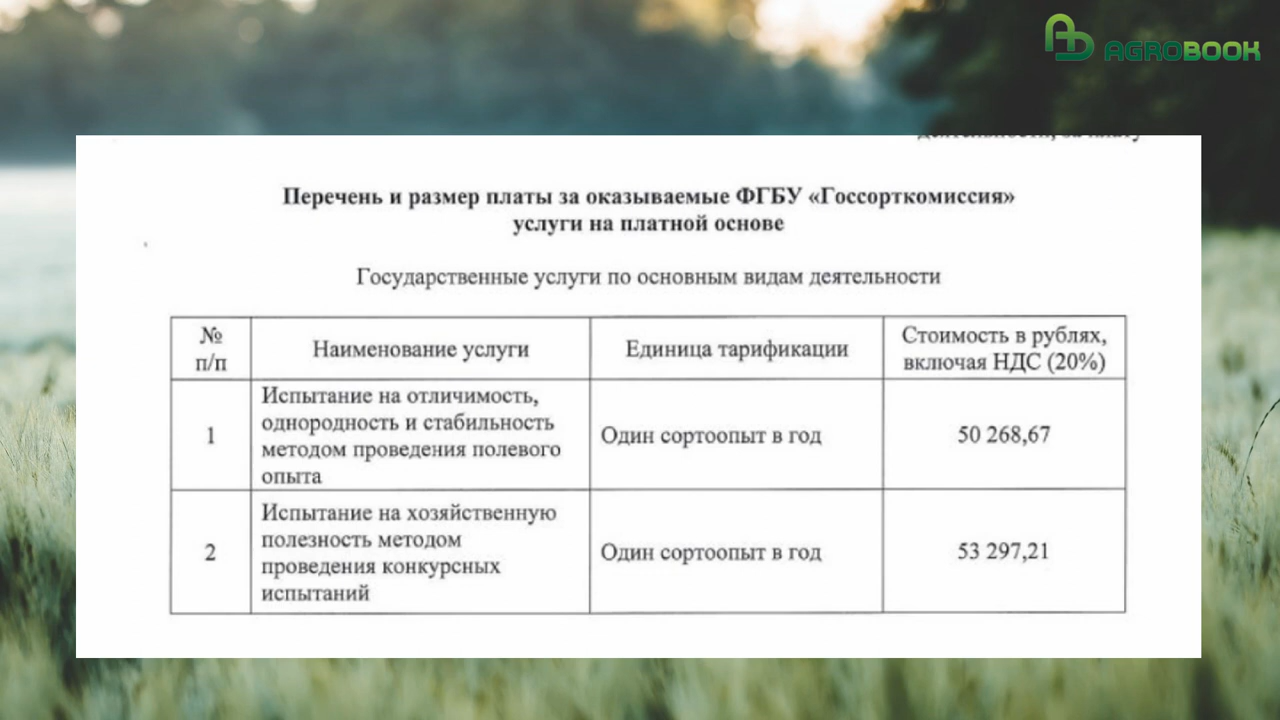 AGROBOOK
Перечень и размер платы за оказываемые ФГБУ «Госсорткомиссия»
услуги на платной основе
Государственные услуги по основным видам деятельности
№
п/п
Наименование услуги
Единица тарификации
Стоимость в рублях,
включая НДС (20%)
1
Испытание на отличимость,
однородность и стабильность
методом проведения полевого
опыта
Один сортоопыт в год
50 268,67
2
Испытание на хозяйственную
полезность методом
проведения конкурсных
испытаний
Один сортоопыт в год
53 297,21